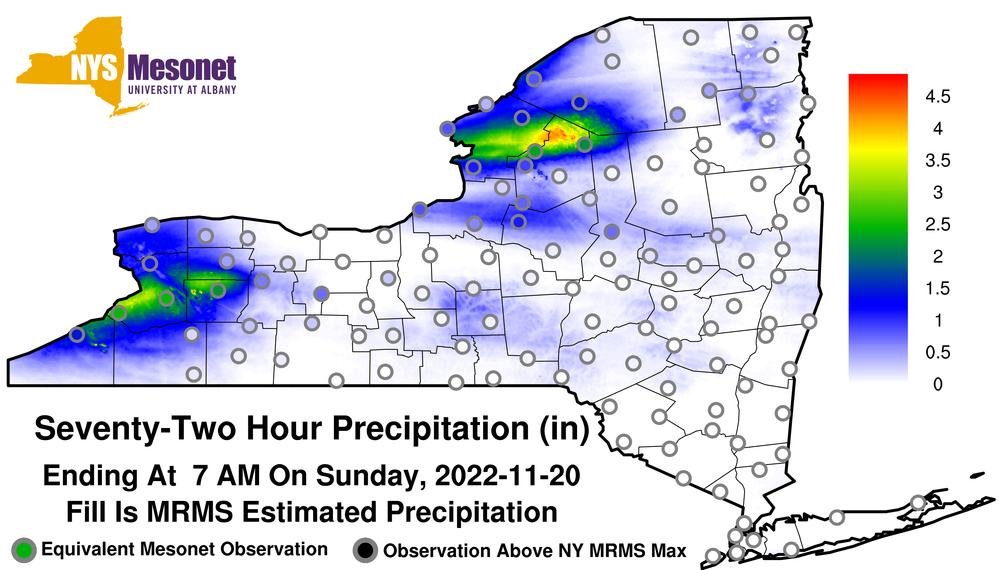 NYS Mesonet
UNIVERSITY AT ALBANY
4.5
4
3.5
3
2.5
2
1.5
1
0.5
0
Seventy-Two Hour Precipitation (in)
Ending At 7 AM On Sunday, 2022-11-20
Fill Is MRMS Estimated Precipitation
Equivalent Mesonet Observation
Observation Above NY MRMS Max